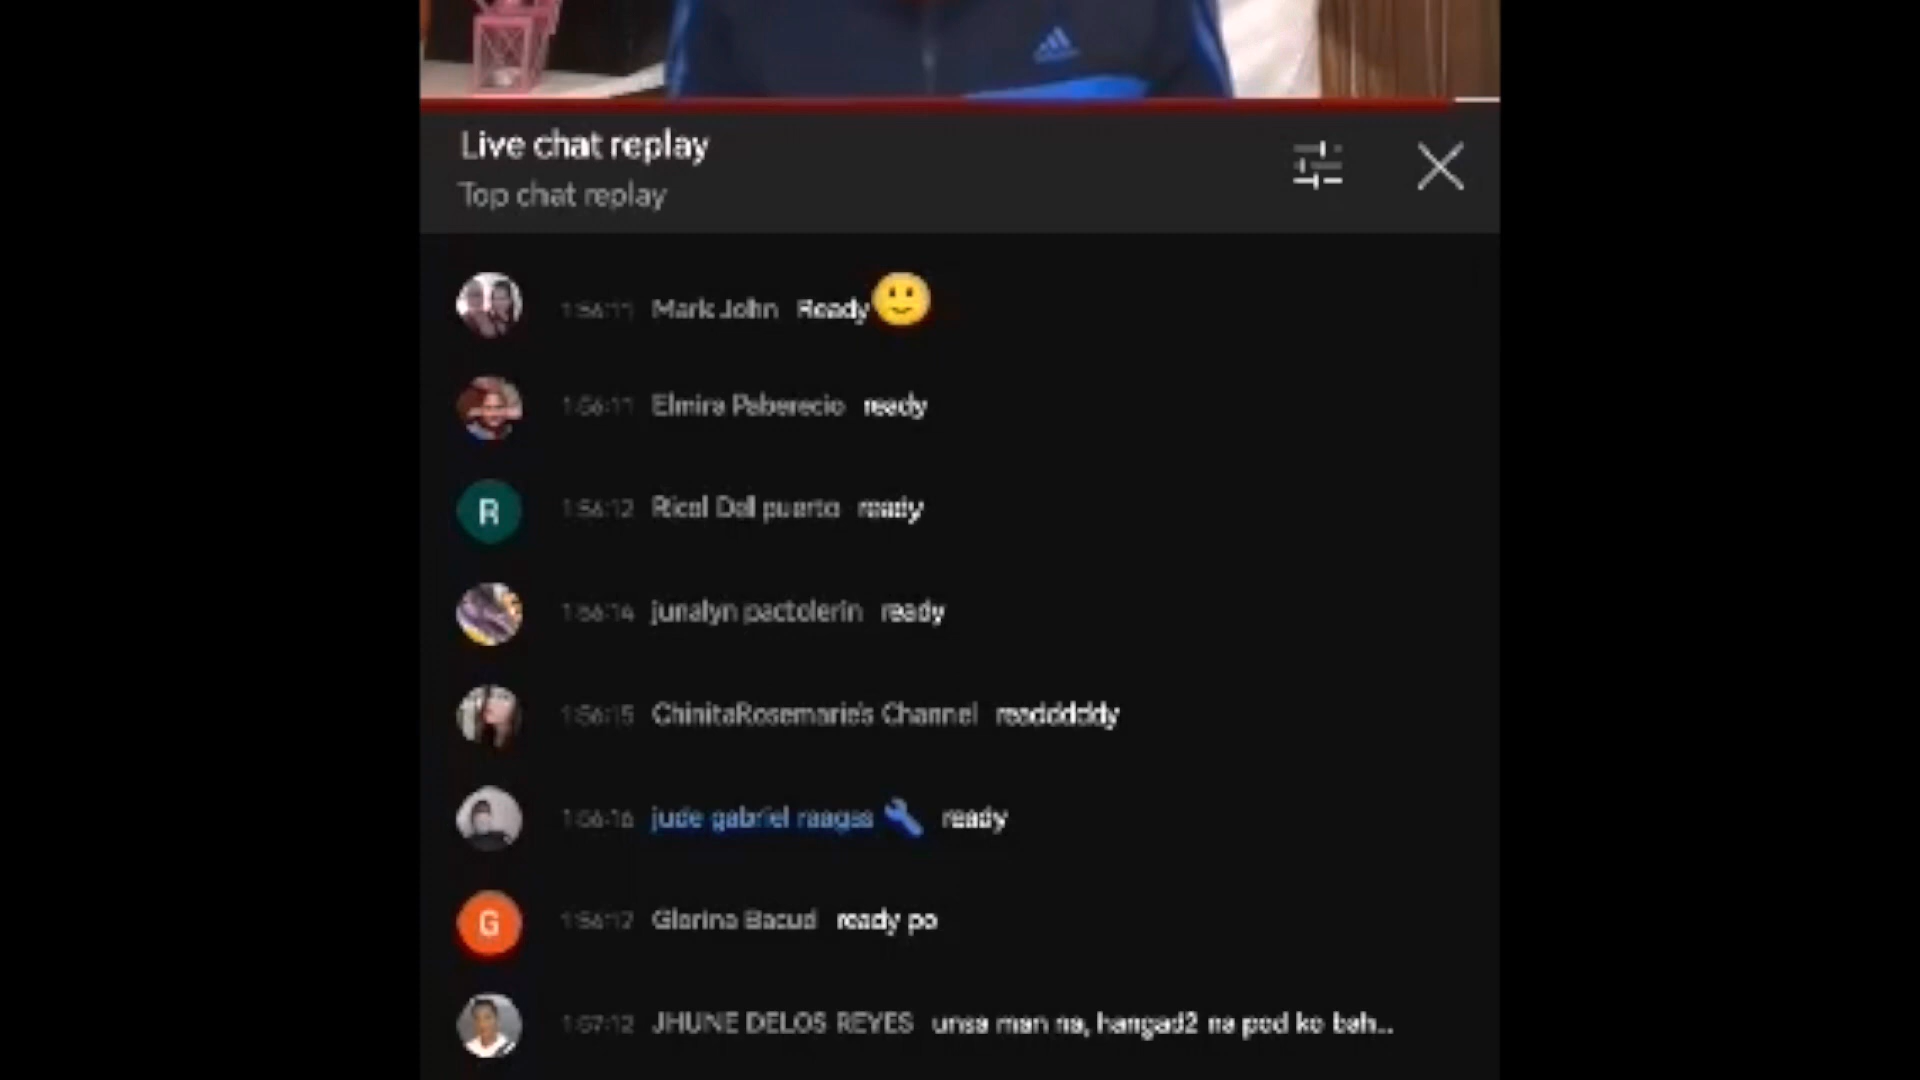 Live chat replay
Top chat replay
1:56:11 Mark John Ready
1:56:11 Elmira Paberecio ready
R 1:56:12 Ricol Del puerto ready
1:56:14 junalyn pactolerin ready
1:56:15 ChinitaRosemarie's Channel readddddy
1:56:16 jude gabriel raagas ready
G 1:56:17 Glorina Bacud ready po
1:57:12 JHUNE DELOS REYES unsa man na, hangad2 na pod ko bah...